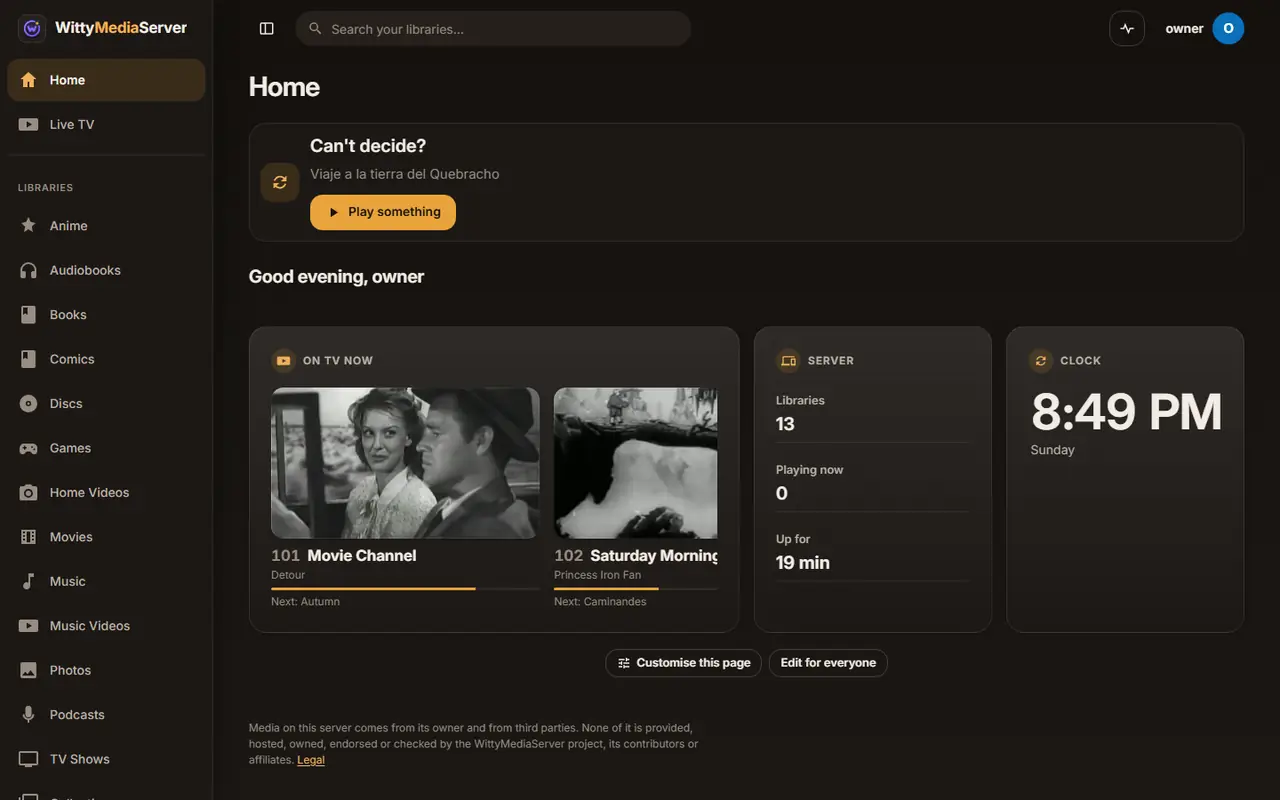 WittyMediaServer
Search your libraries...
owner
O
Home
Live TV
LIBRARIES
Anime
Audiobooks
Books
Comics
Discs
Games
Home Videos
Movies
Music
Music Videos
Photos
Podcasts
TV Shows
Home
Can't decide?
Viaje a la tierra del Quebracho
Play something
Good evening, owner
ON TV NOW
101 Movie Channel
Detour
Next: Autumn
102 Saturday Morning
Princess Iron Fan
Next: Caminandes
SERVER
Libraries
13
Playing now
0
Up for
19 min
CLOCK
8:49 PM
Sunday
Customise this page
Edit for everyone
Media on this server comes from its owner and from third parties. None of it is provided,
hosted, owned, endorsed or checked by the WittyMediaServer project, its contributors or
affiliates. Legal